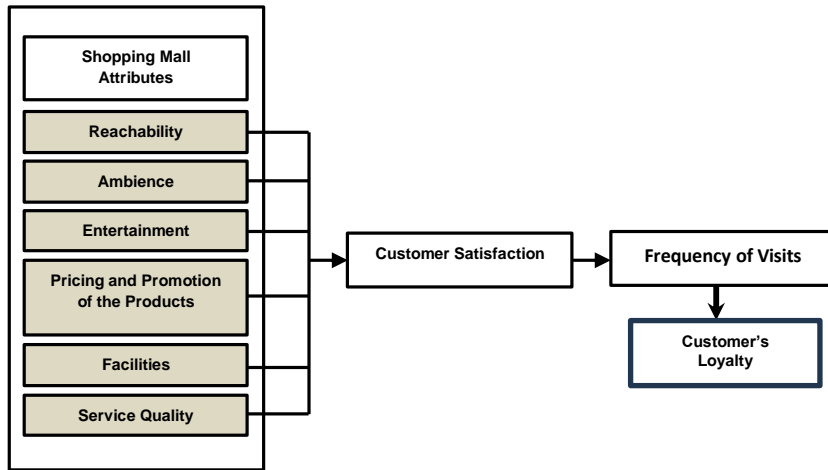 Shopping Mall
Attributes
Reachability
Ambience
Entertainment
Pricing and Promotion
of the Products
Facilities
Service Quality
Customer Satisfaction
Frequency of Visits
Customer’s
Loyalty